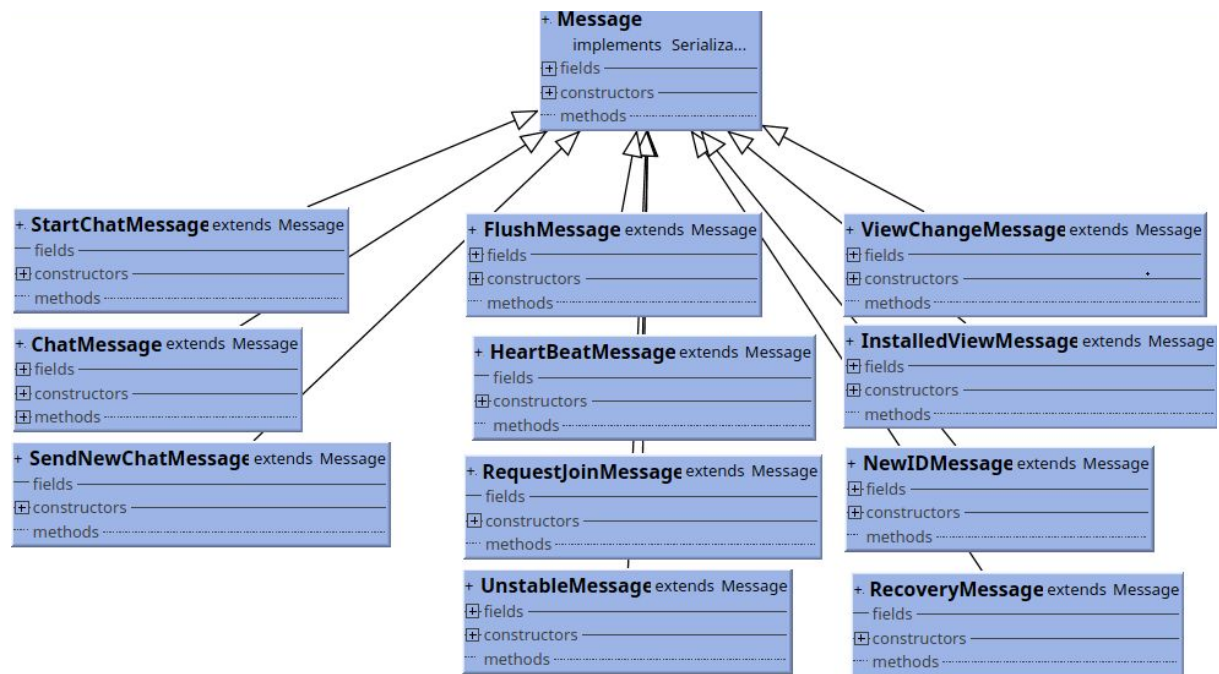 Message
implements Serializa...
fields
constructors
methods
StartChatMessage extends Message
fields
constructors
methods
ChatMessage extends Message
fields
constructors
methods
SendNewChatMessage extends Message
fields
constructors
methods
FlushMessage extends Message
fields
constructors
methods
HeartBeatMessage extends Message
fields
constructors
methods
RequestJoinMessage extends Message
fields
constructors
methods
UnstableMessage extends Message
fields
constructors
methods
ViewChangeMessage extends Message
fields
constructors
methods
InstalledViewMessage extends Message
fields
constructors
methods
NewIDMessage extends Message
fields
constructors
methods
RecoveryMessage extends Message
fields
constructors
methods